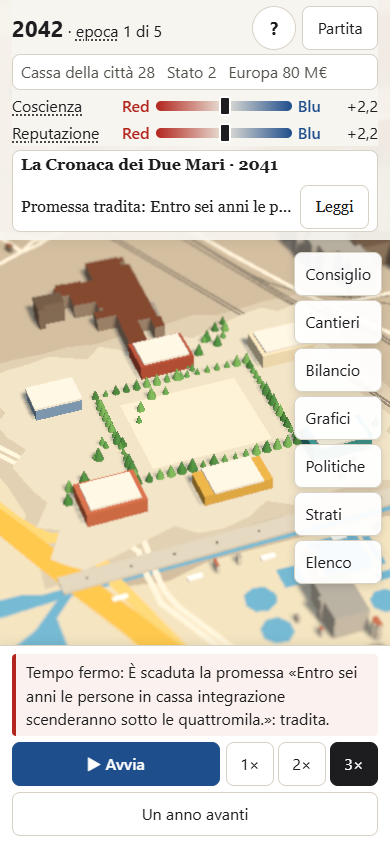 2042 · epoca 1 di 5
?
Partita
Cassa della città 28 Stato 2 Europa 80 M€
Coscienza Red Blu +2,2
Reputazione Red Blu +2,2
La Cronaca dei Due Mari · 2041
Promessa tradita: Entro sei anni le p...
Leggi
Consiglio
Cantieri
Bilancio
Grafici
Politiche
Strati
Elenco
Tempo fermo: È scaduta la promessa «Entro sei
anni le persone in cassa integrazione
scenderanno sotto le quattromila.»: tradita.
▶ Avvia
1×
2×
3×
Un anno avanti